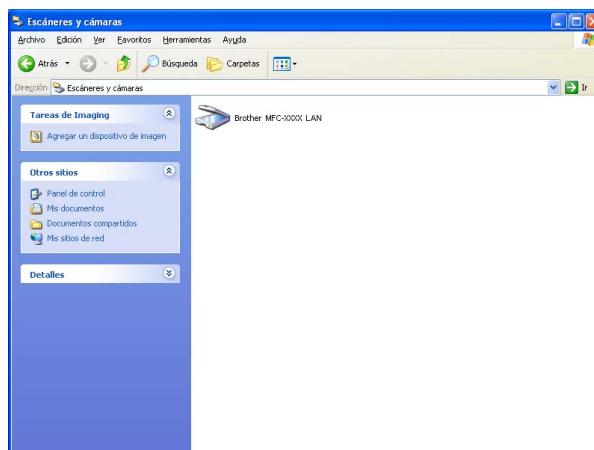 Escáneres y cámaras
Archivo Edición Ver Favoritos Herramientas Ayuda
Atrás Búsqueda Carpetas
Dirección Escáneres y cámaras Ir
Tareas de Imaging
Agregar un dispositivo de imagen
Otros sitios
Panel de control
Mis documentos
Documentos compartidos
Mis sitios de red
Detalles
Brother MFC-XXXX LAN